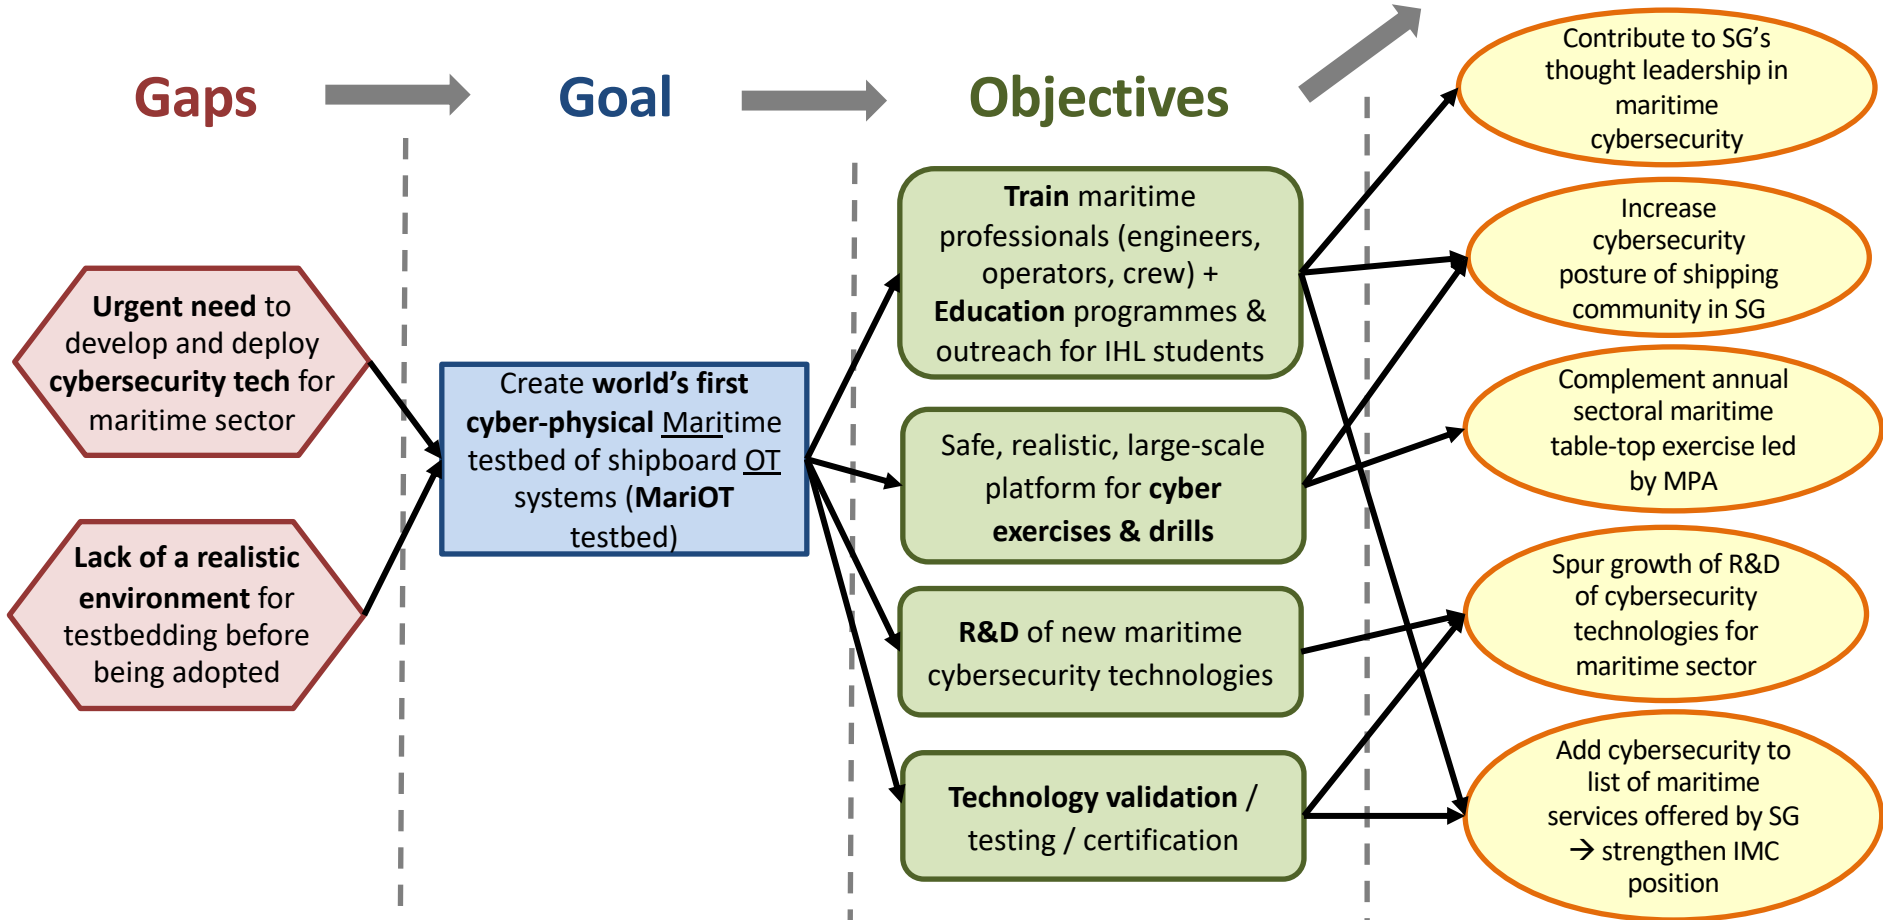 Gaps
Goal
Objectives
Urgent need to
develop and deploy
cybersecurity tech for
maritime sector
Lack of a realistic
environment for
testbedding before
being adopted
Create world’s first
cyber-physical Maritime
testbed of shipboard OT
systems (MariOT
testbed)
Train maritime
professionals (engineers,
operators, crew) +
Education programmes &
outreach for IHL students
Safe, realistic, large-scale
platform for cyber
exercises & drills
R&D of new maritime
cybersecurity technologies
Technology validation /
testing / certification
Contribute to SG’s
thought leadership in
maritime
cybersecurity
Increase
cybersecurity
posture of shipping
community in SG
Complement annual
sectoral maritime
table-top exercise led
by MPA
Spur growth of R&D
of cybersecurity
technologies for
maritime sector
Add cybersecurity to
list of maritime
services offered by SG
→ strengthen IMC
position